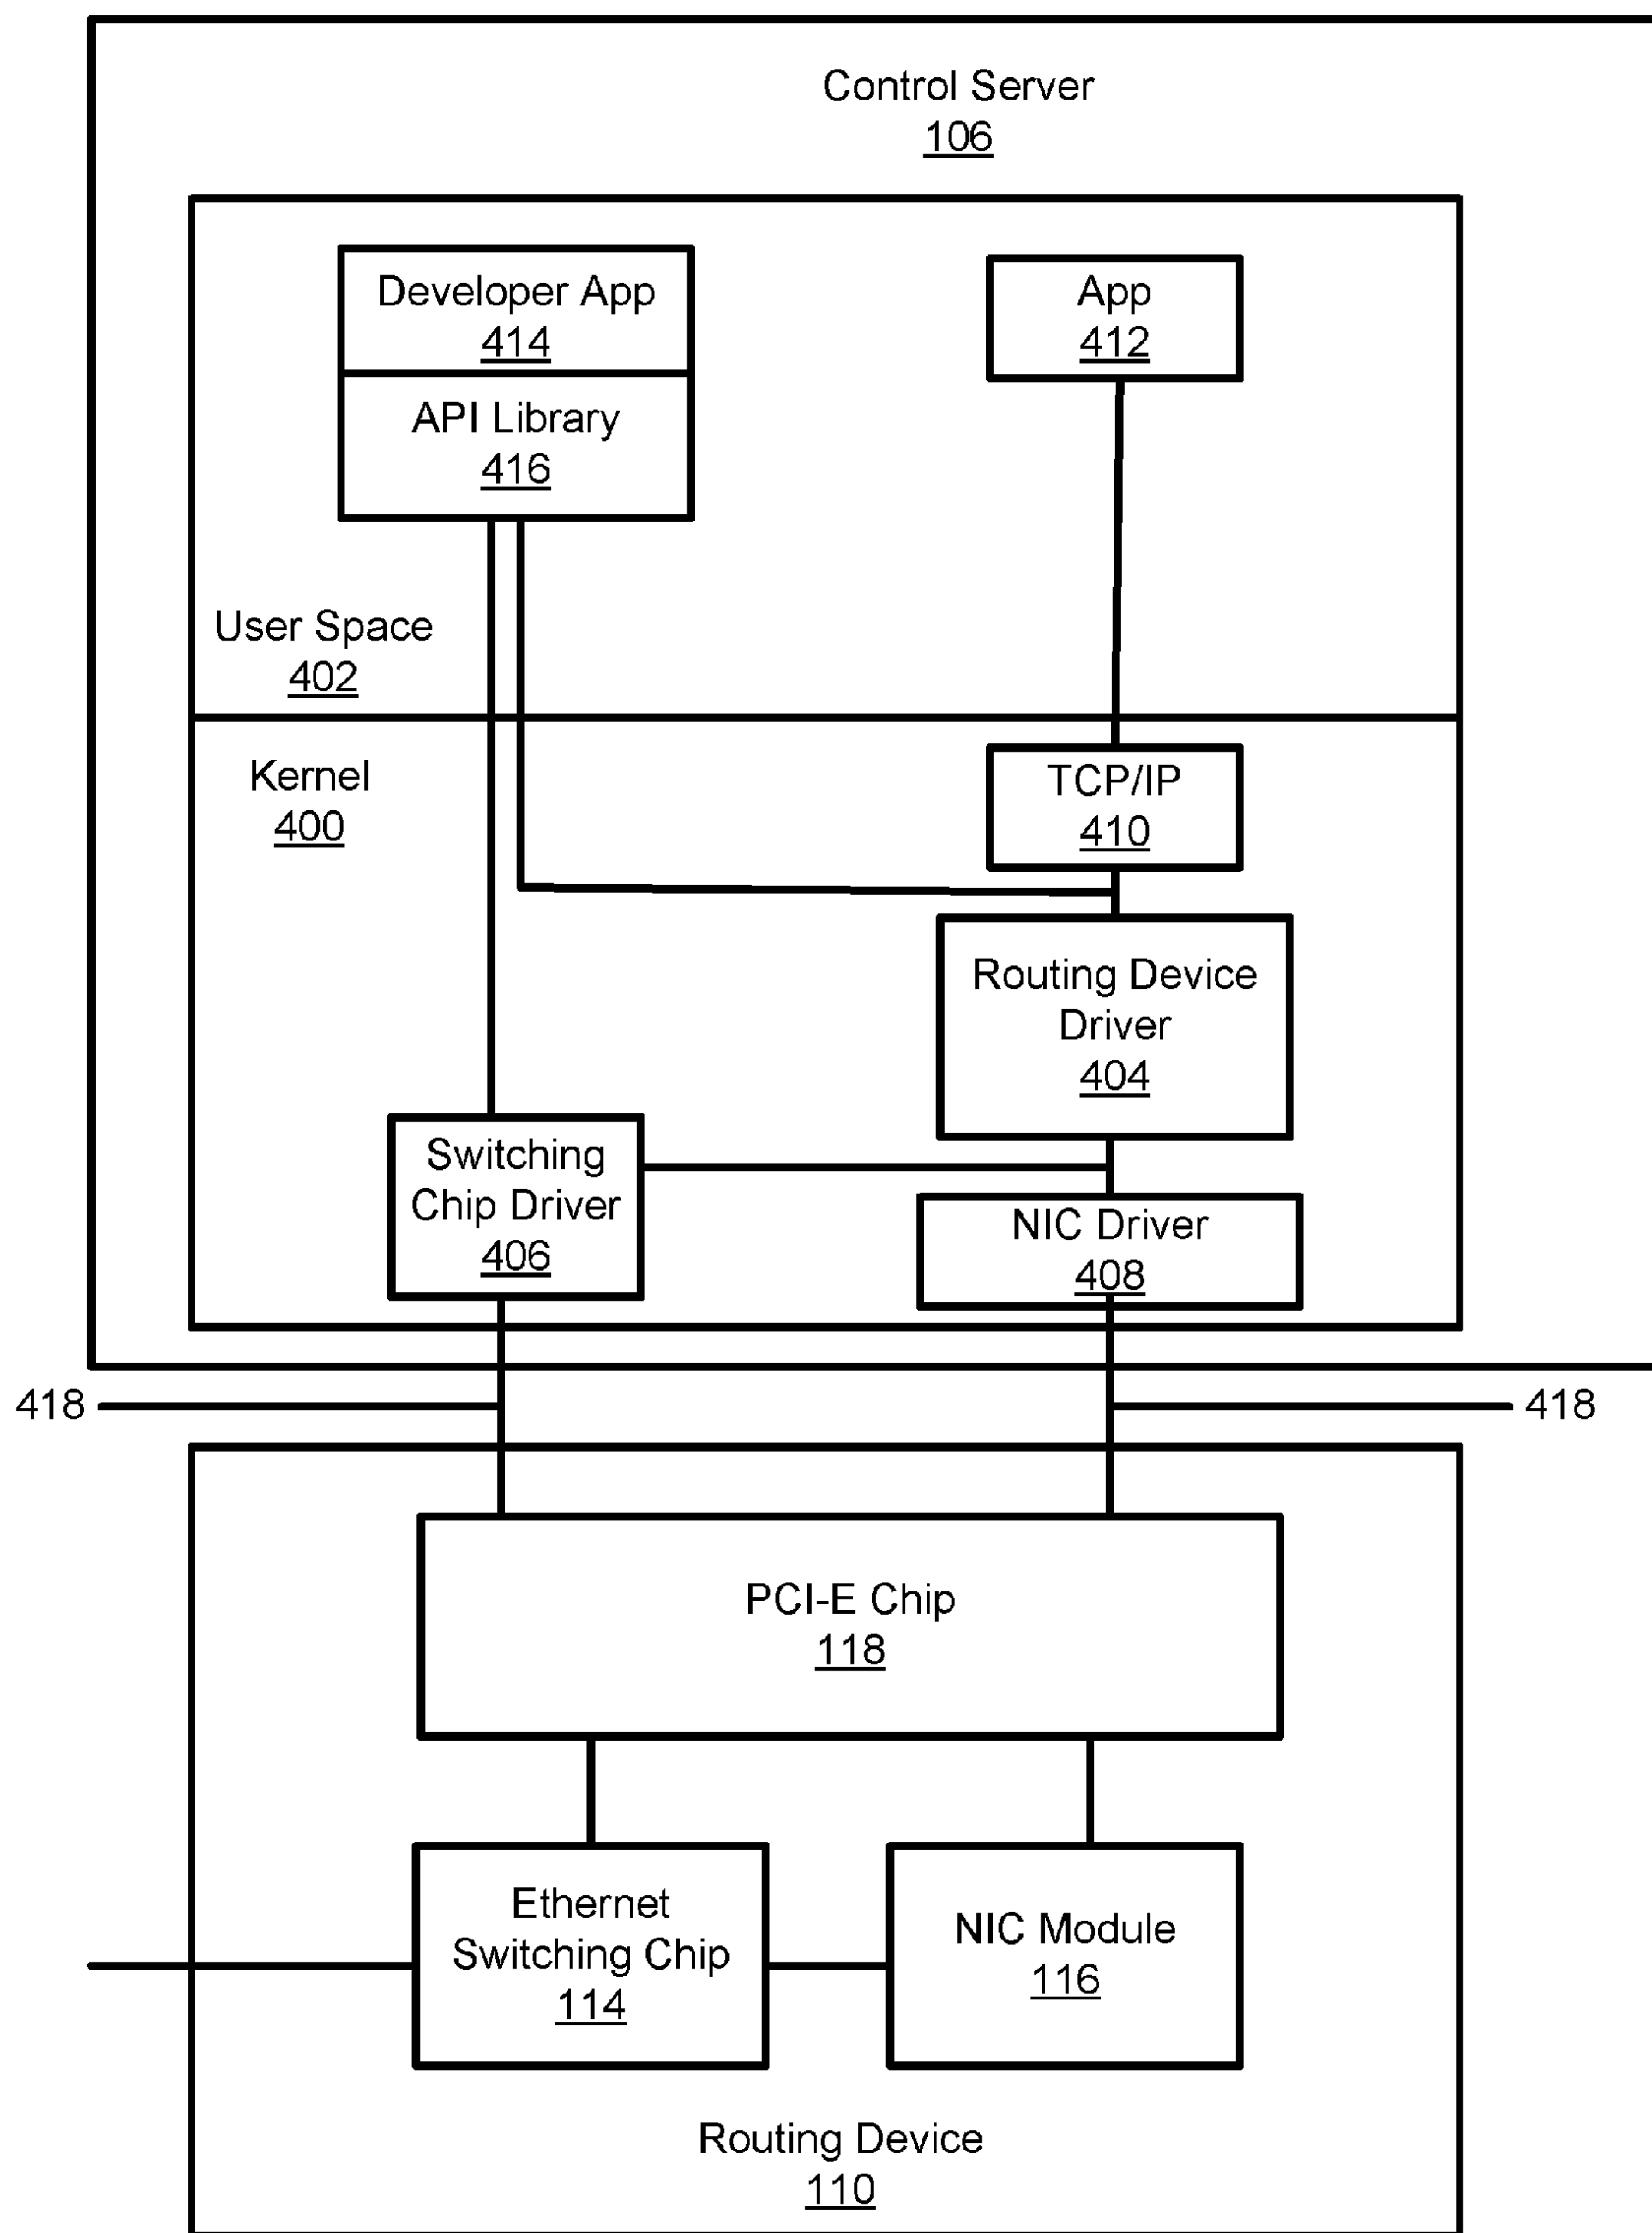 Control Server
106
Developer App
414
App
412
API Library
416
User Space
402
Kernel
400
TCP/IP
410
Routing Device
Driver
404
Switching
Chip Driver
406
NIC Driver
408
418
418
PCI-E Chip
118
Ethernet
Switching Chip
114
NIC Module
116
Routing Device
110